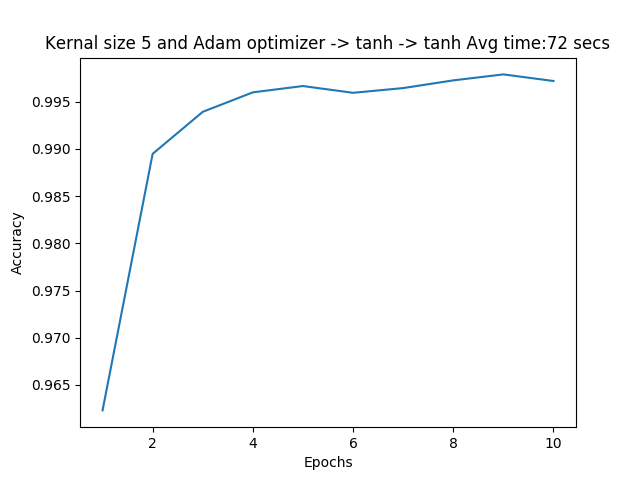 Kernal size 5 and Adam optimizer -> tanh -> tanh Avg time:72 secs
0.995
0.990
0.985
0.980
0.975
0.970
0.965
Accuracy
2 4 6 8 10
Epochs